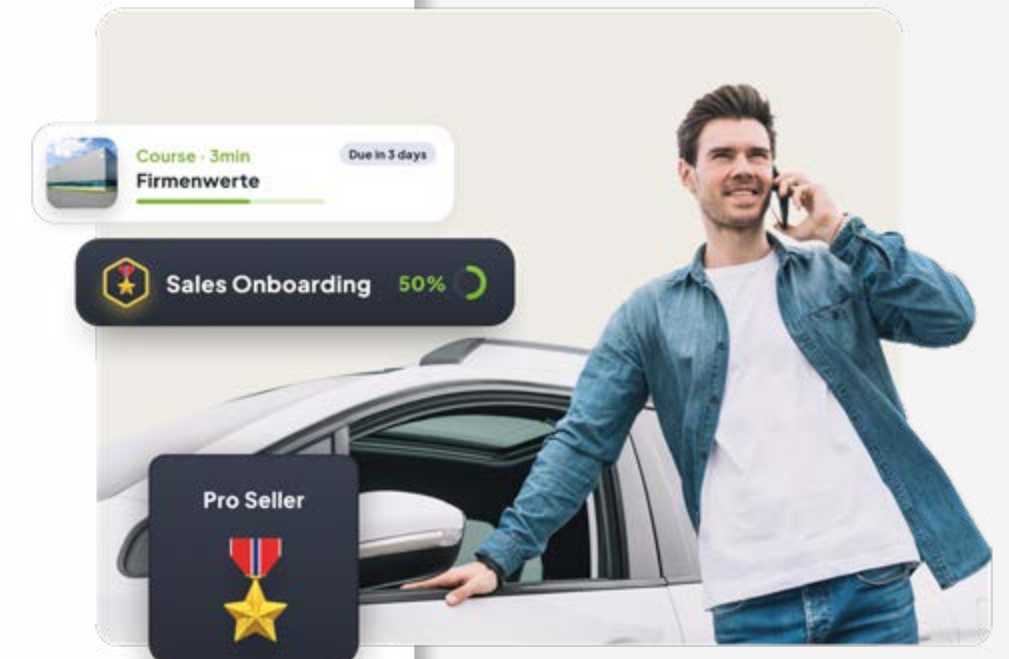 Course · 3min
Due in 3 days
Firmenwerte
Sales Onboarding 50%
Pro Seller